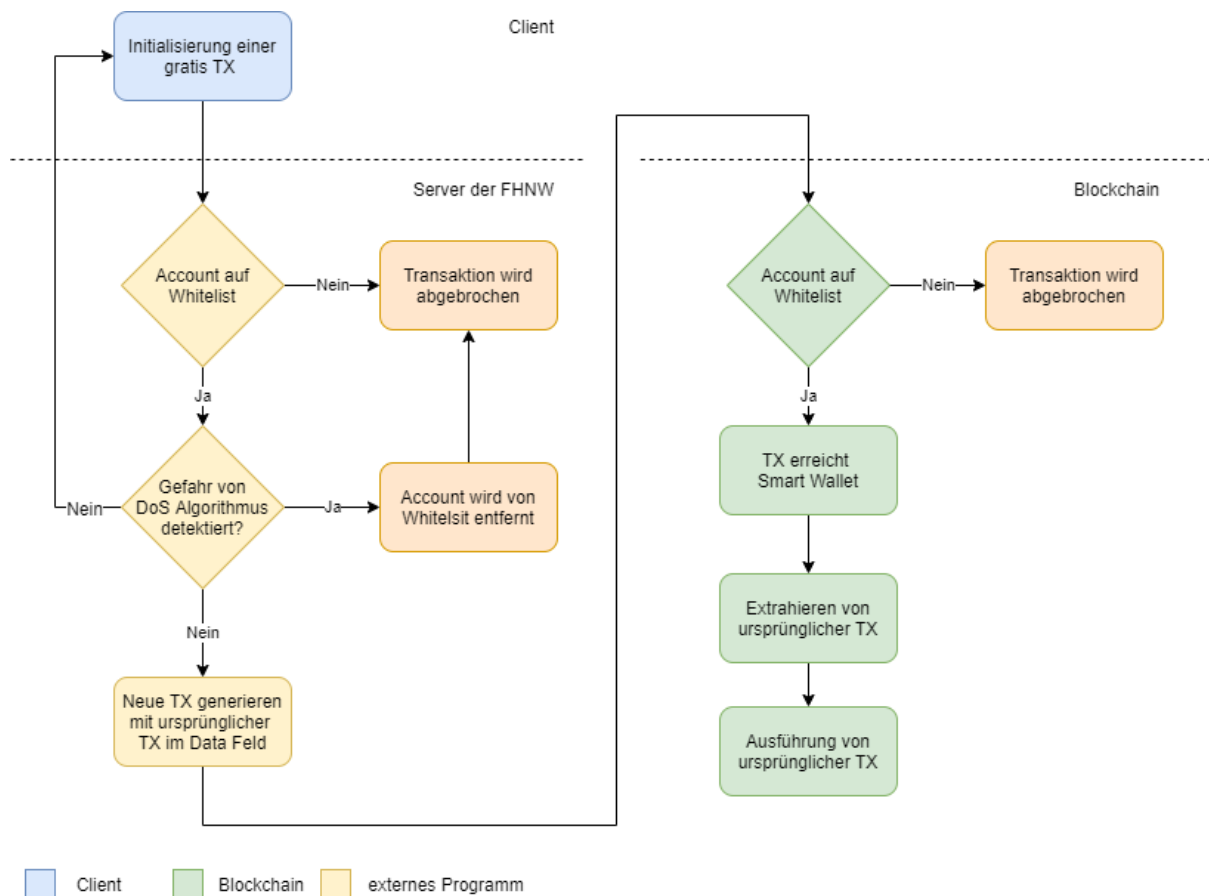 Client
Initialisierung einer
gratis TX
Server der FHNW
Blockchain
Account auf
Whitelist
Nein
Transaktion wird
abgebrochen
Account auf
Whitelist
Nein
Transaktion wird
abgebrochen
Ja
Ja
Gefahr von
DoS Algorithmus
detektiert?
Nein
Ja
Account wird von
Whitelsit entfernt
TX erreicht
Smart Wallet
Nein
Extrahieren von
ursprünglicher TX
Neue TX generieren
mit ursprünglicher
TX im Data Feld
Ausführung von
ursprünglicher TX
Client
Blockchain
externes Programm